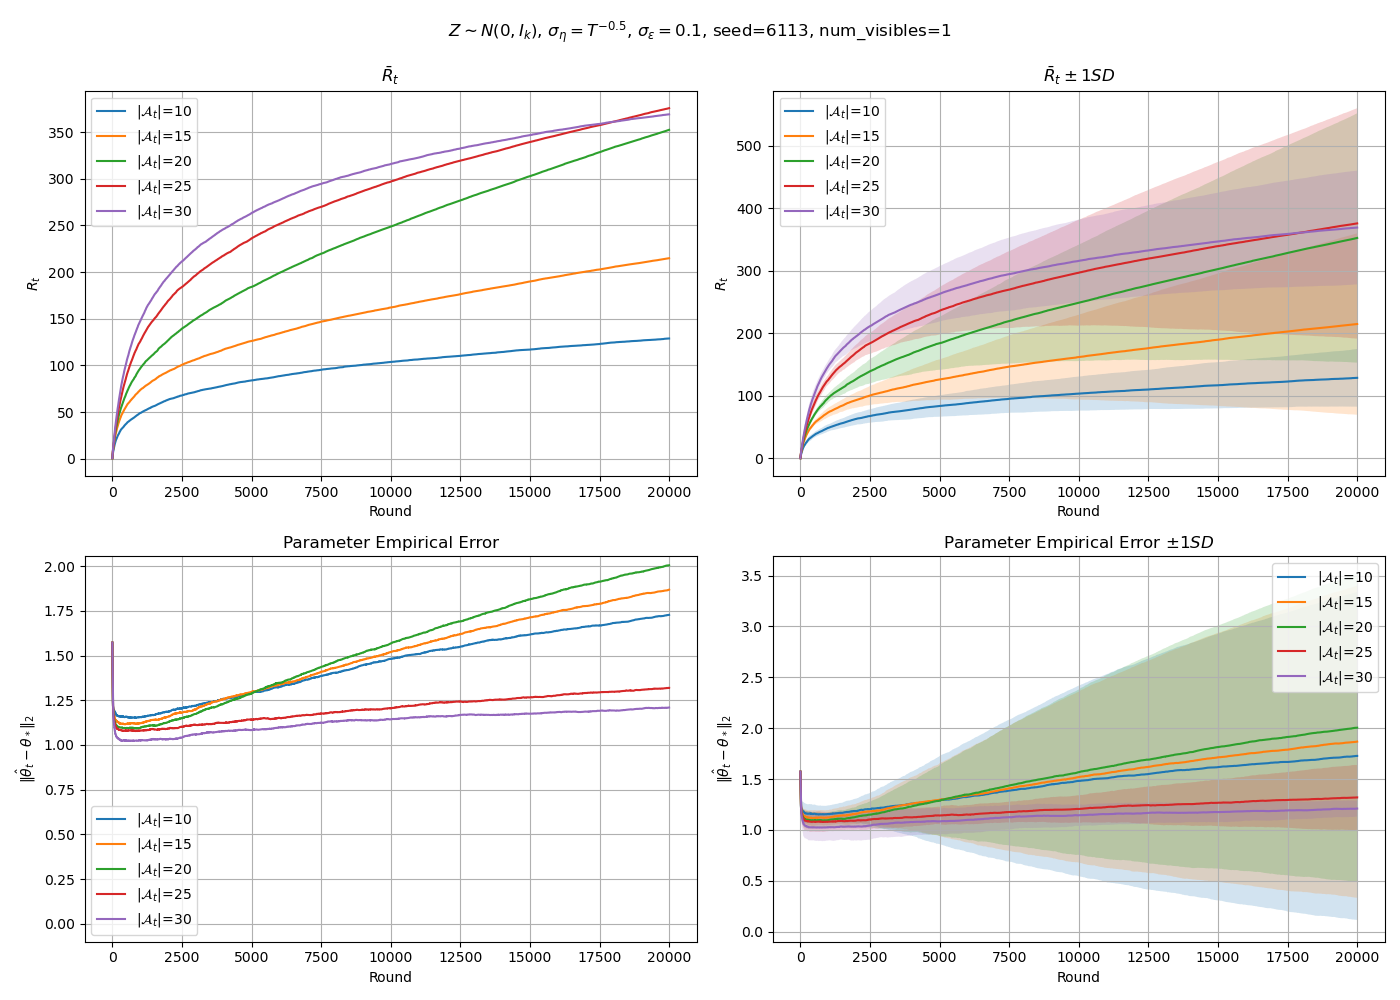 Z ∼ N(0, I_k), σ_η = T^{−0.5}, σ_ε = 0.1, seed=6113, num_visibles=1
R̄_t
R_t
350
300
250
200
150
100
50
0
|𝒜_t|=10
|𝒜_t|=15
|𝒜_t|=20
|𝒜_t|=25
|𝒜_t|=30
0 2500 5000 7500 10000 12500 15000 17500 20000
Round
R̄_t ± 1SD
R_t
500
400
300
200
100
0
|𝒜_t|=10
|𝒜_t|=15
|𝒜_t|=20
|𝒜_t|=25
|𝒜_t|=30
0 2500 5000 7500 10000 12500 15000 17500 20000
Round
Parameter Empirical Error
‖θ̂_t − θ_*‖_2
2.00
1.75
1.50
1.25
1.00
0.75
0.50
0.25
0.00
|𝒜_t|=10
|𝒜_t|=15
|𝒜_t|=20
|𝒜_t|=25
|𝒜_t|=30
0 2500 5000 7500 10000 12500 15000 17500 20000
Round
Parameter Empirical Error ±1SD
‖θ̂_t − θ_*‖_2
3.5
3.0
2.5
2.0
1.5
1.0
0.5
0.0
|𝒜_t|=10
|𝒜_t|=15
|𝒜_t|=20
|𝒜_t|=25
|𝒜_t|=30
0 2500 5000 7500 10000 12500 15000 17500 20000
Round